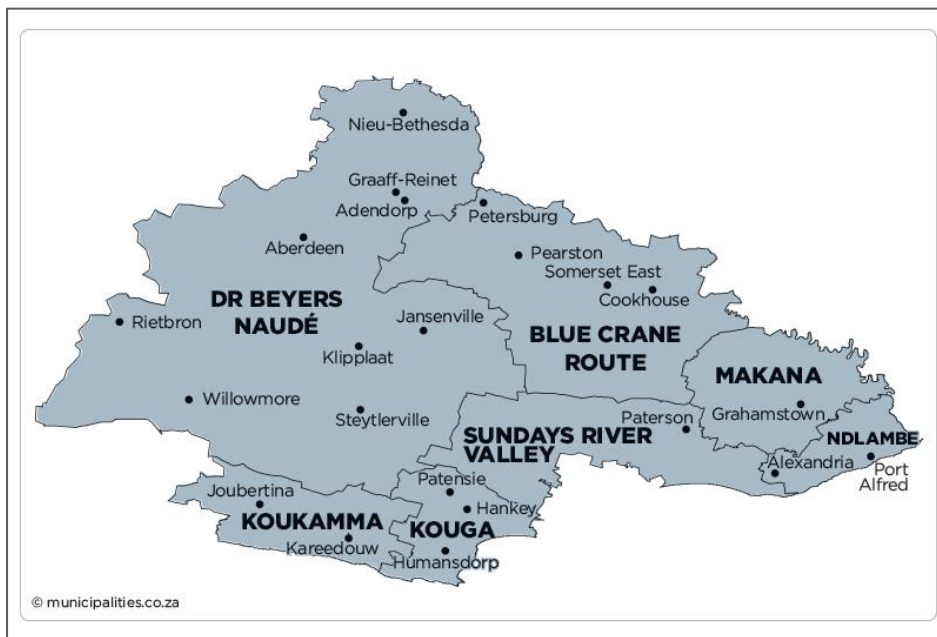 Nieu-Bethesda
Graaff-Reinet
Adendorp
Petersburg
Aberdeen
Pearston
Somerset East
Cookhouse
DR BEYERS
NAUDÉ
Jansenville
Rietbron
BLUE CRANE
ROUTE
Klipplaat
MAKANA
Willowmore
Steytlerville
Paterson
Grahamstown
SUNDAYS RIVER
VALLEY
NDLAMBE
Alexandria
Port
Alfred
Patensie
Joubertina
Hankey
KOUKAMMA
KOUGA
Kareedouw
Humansdorp
© municipalities.co.za